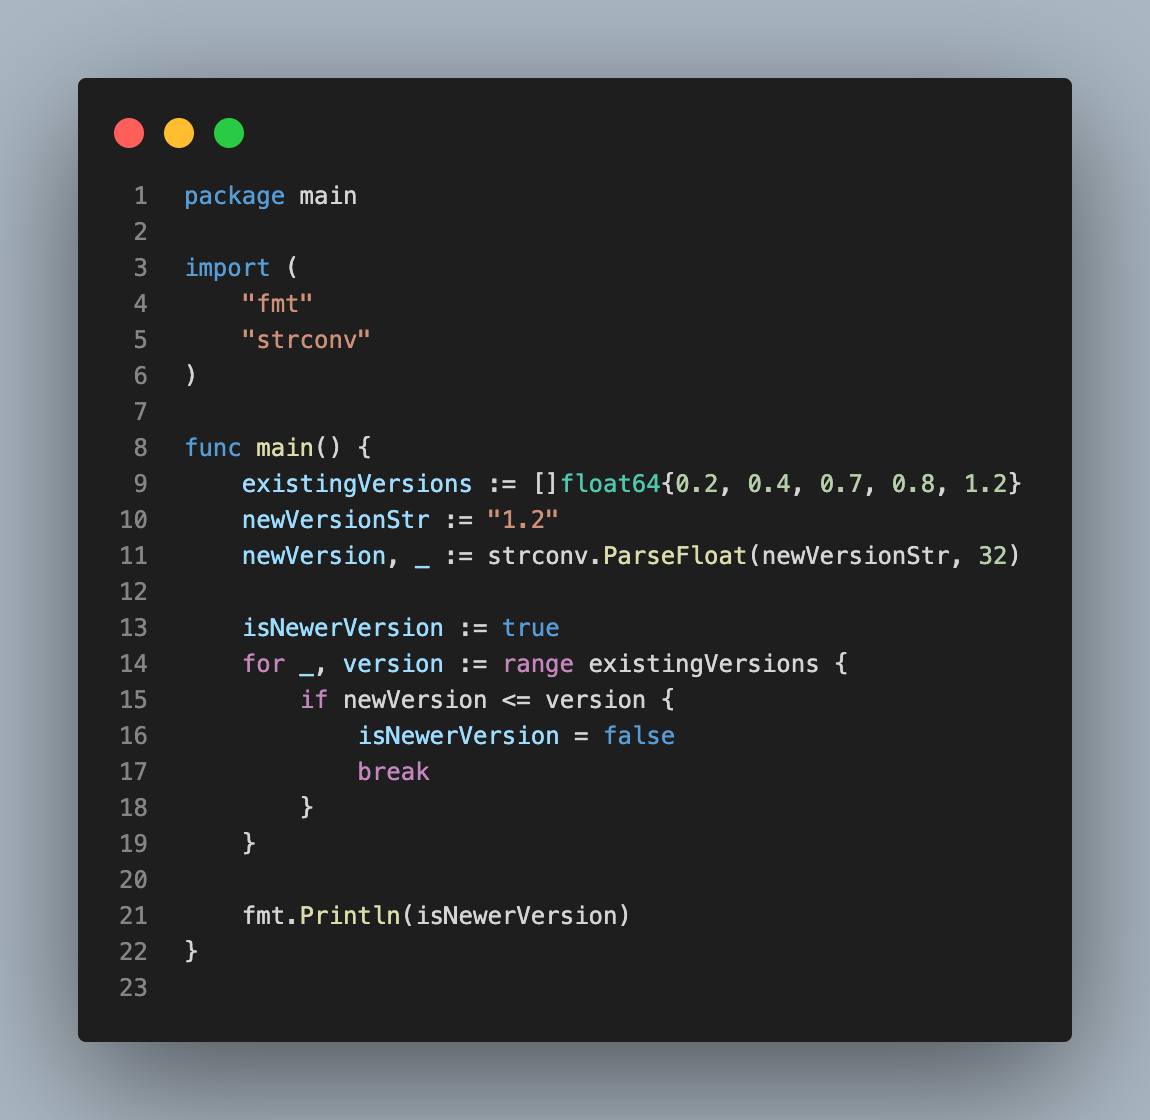 1 package main
2
3 import (
4     "fmt"
5     "strconv"
6 )
7
8 func main() {
9     existingVersions := []float64{0.2, 0.4, 0.7, 0.8, 1.2}
10     newVersionStr := "1.2"
11     newVersion, _ := strconv.ParseFloat(newVersionStr, 32)
12
13     isNewerVersion := true
14     for _, version := range existingVersions {
15         if newVersion <= version {
16             isNewerVersion = false
17             break
18         }
19     }
20
21     fmt.Println(isNewerVersion)
22 }
23